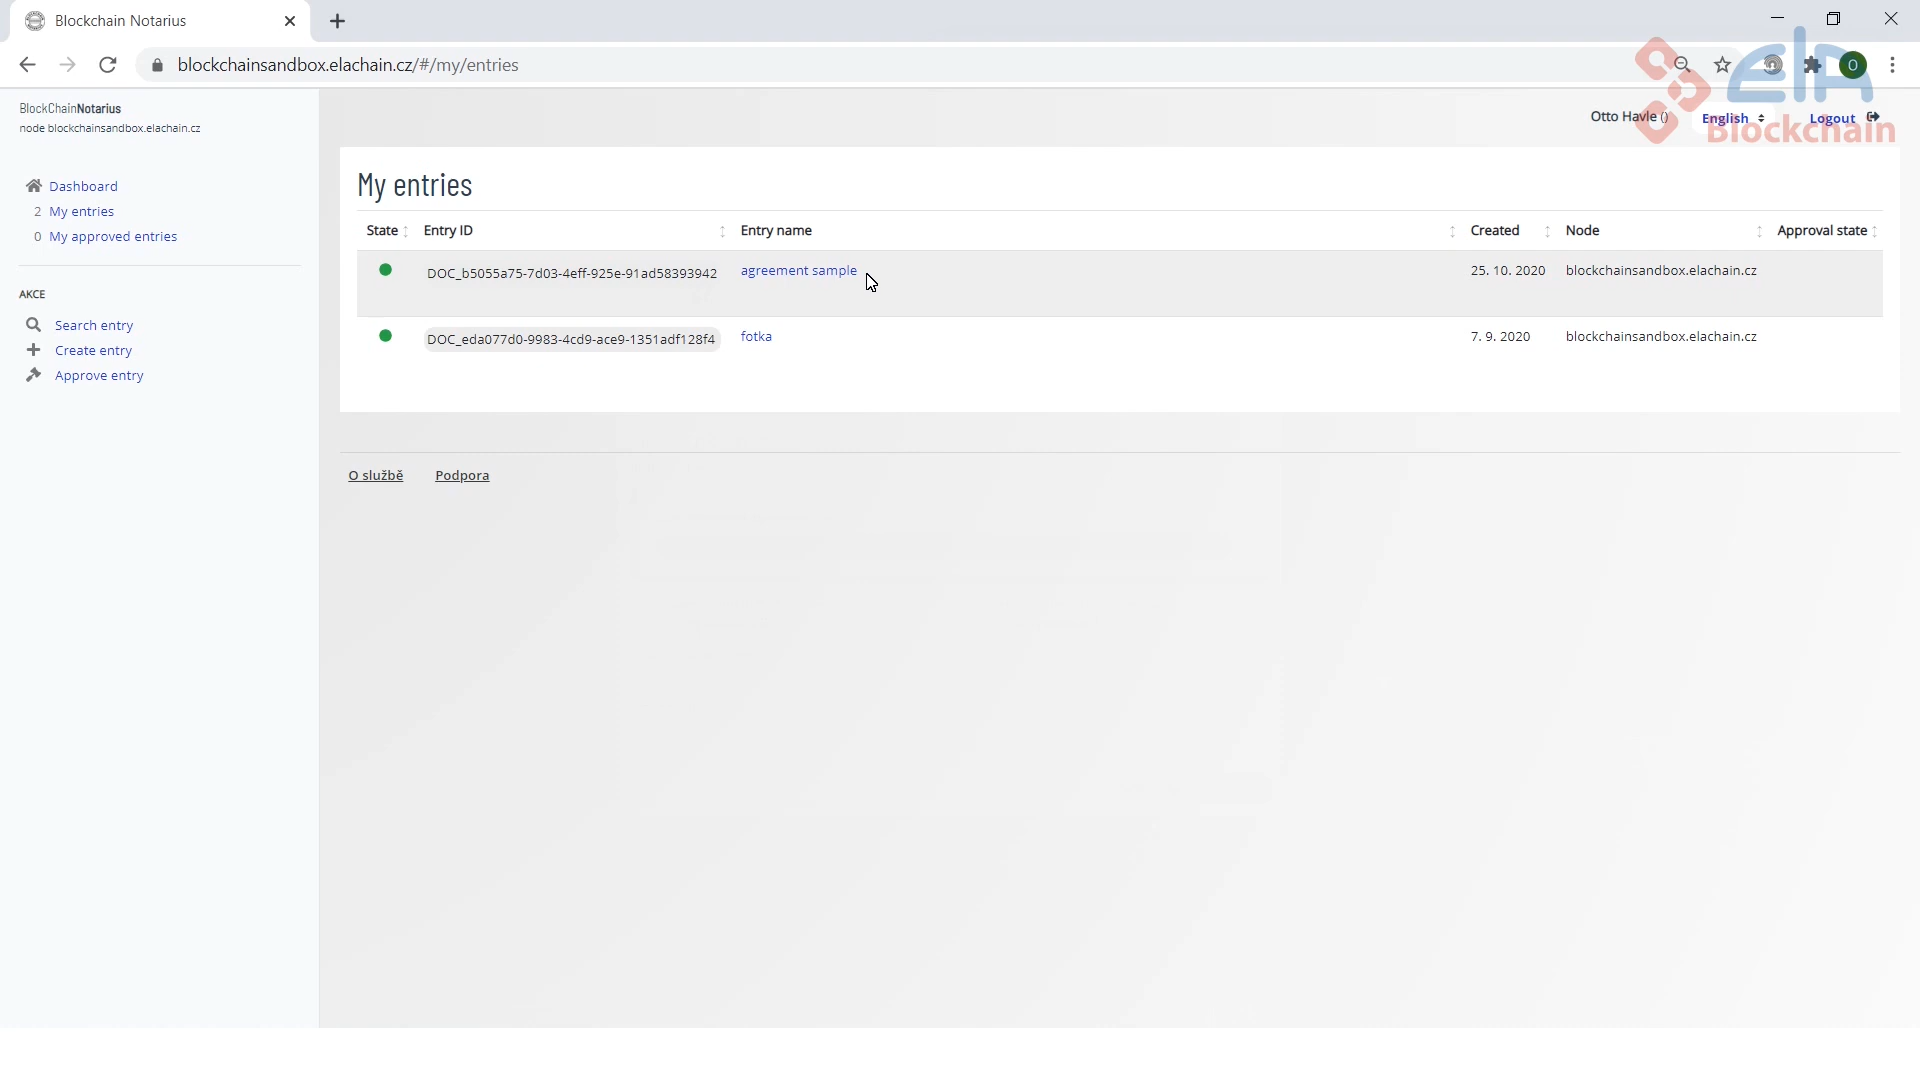 Blockchain Notarius
blockchainsandbox.elachain.cz/#/my/entries
O
ela
Blockchain
BlockChainNotarius
node blockchainsandbox.elachain.cz
Otto Havle ()
English
Logout
Dashboard
2 My entries
0 My approved entries
AKCE
Search entry
Create entry
Approve entry
My entries
State Entry ID Entry name Created Node Approval state
DOC_b5055a75-7d03-4eff-925e-91ad58393942 agreement sample 25. 10. 2020 blockchainsandbox.elachain.cz
DOC_eda077d0-9983-4cd9-ace9-1351adf128f4 fotka 7. 9. 2020 blockchainsandbox.elachain.cz
O službě Podpora